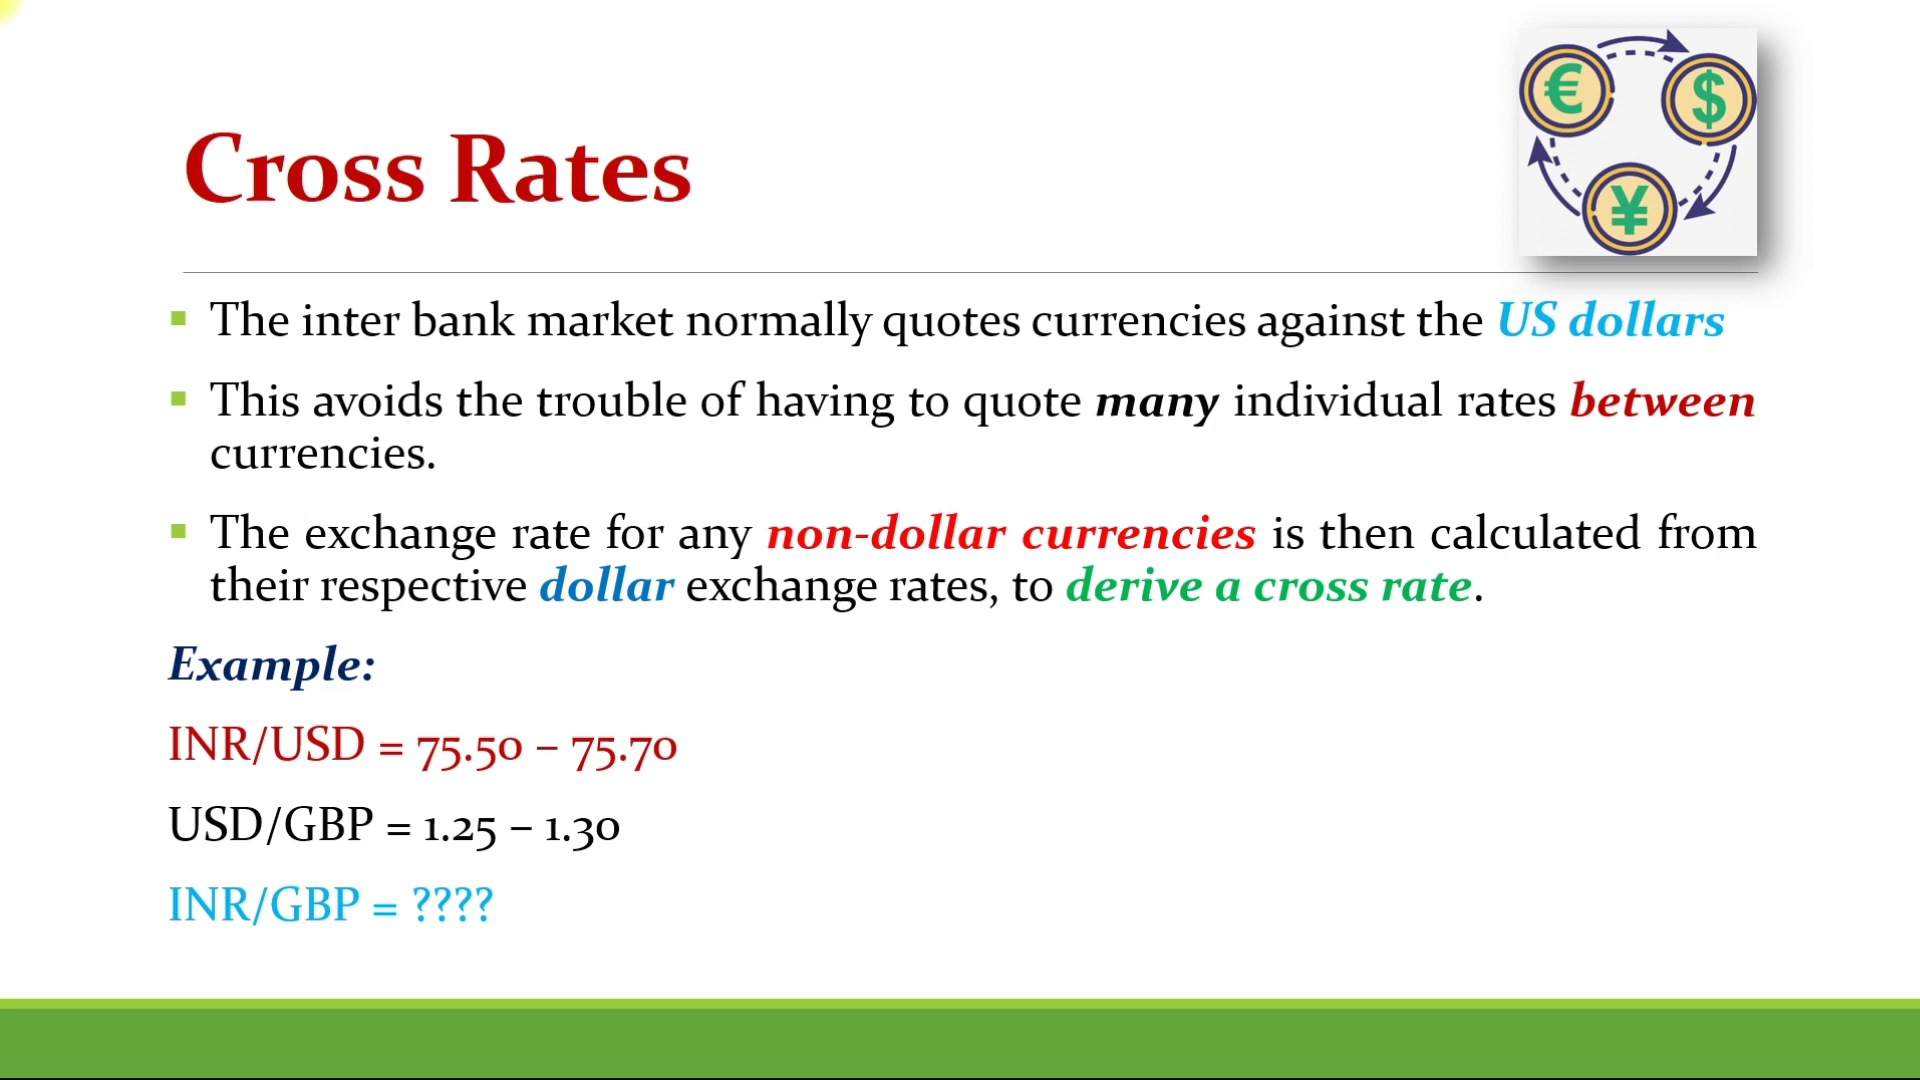 €
$
¥
Cross Rates
The inter bank market normally quotes currencies against the US dollars
This avoids the trouble of having to quote many individual rates between
currencies.
The exchange rate for any non-dollar currencies is then calculated from
their respective dollar exchange rates, to derive a cross rate.
Example:
INR/USD = 75.50 – 75.70
USD/GBP = 1.25 – 1.30
INR/GBP = ????